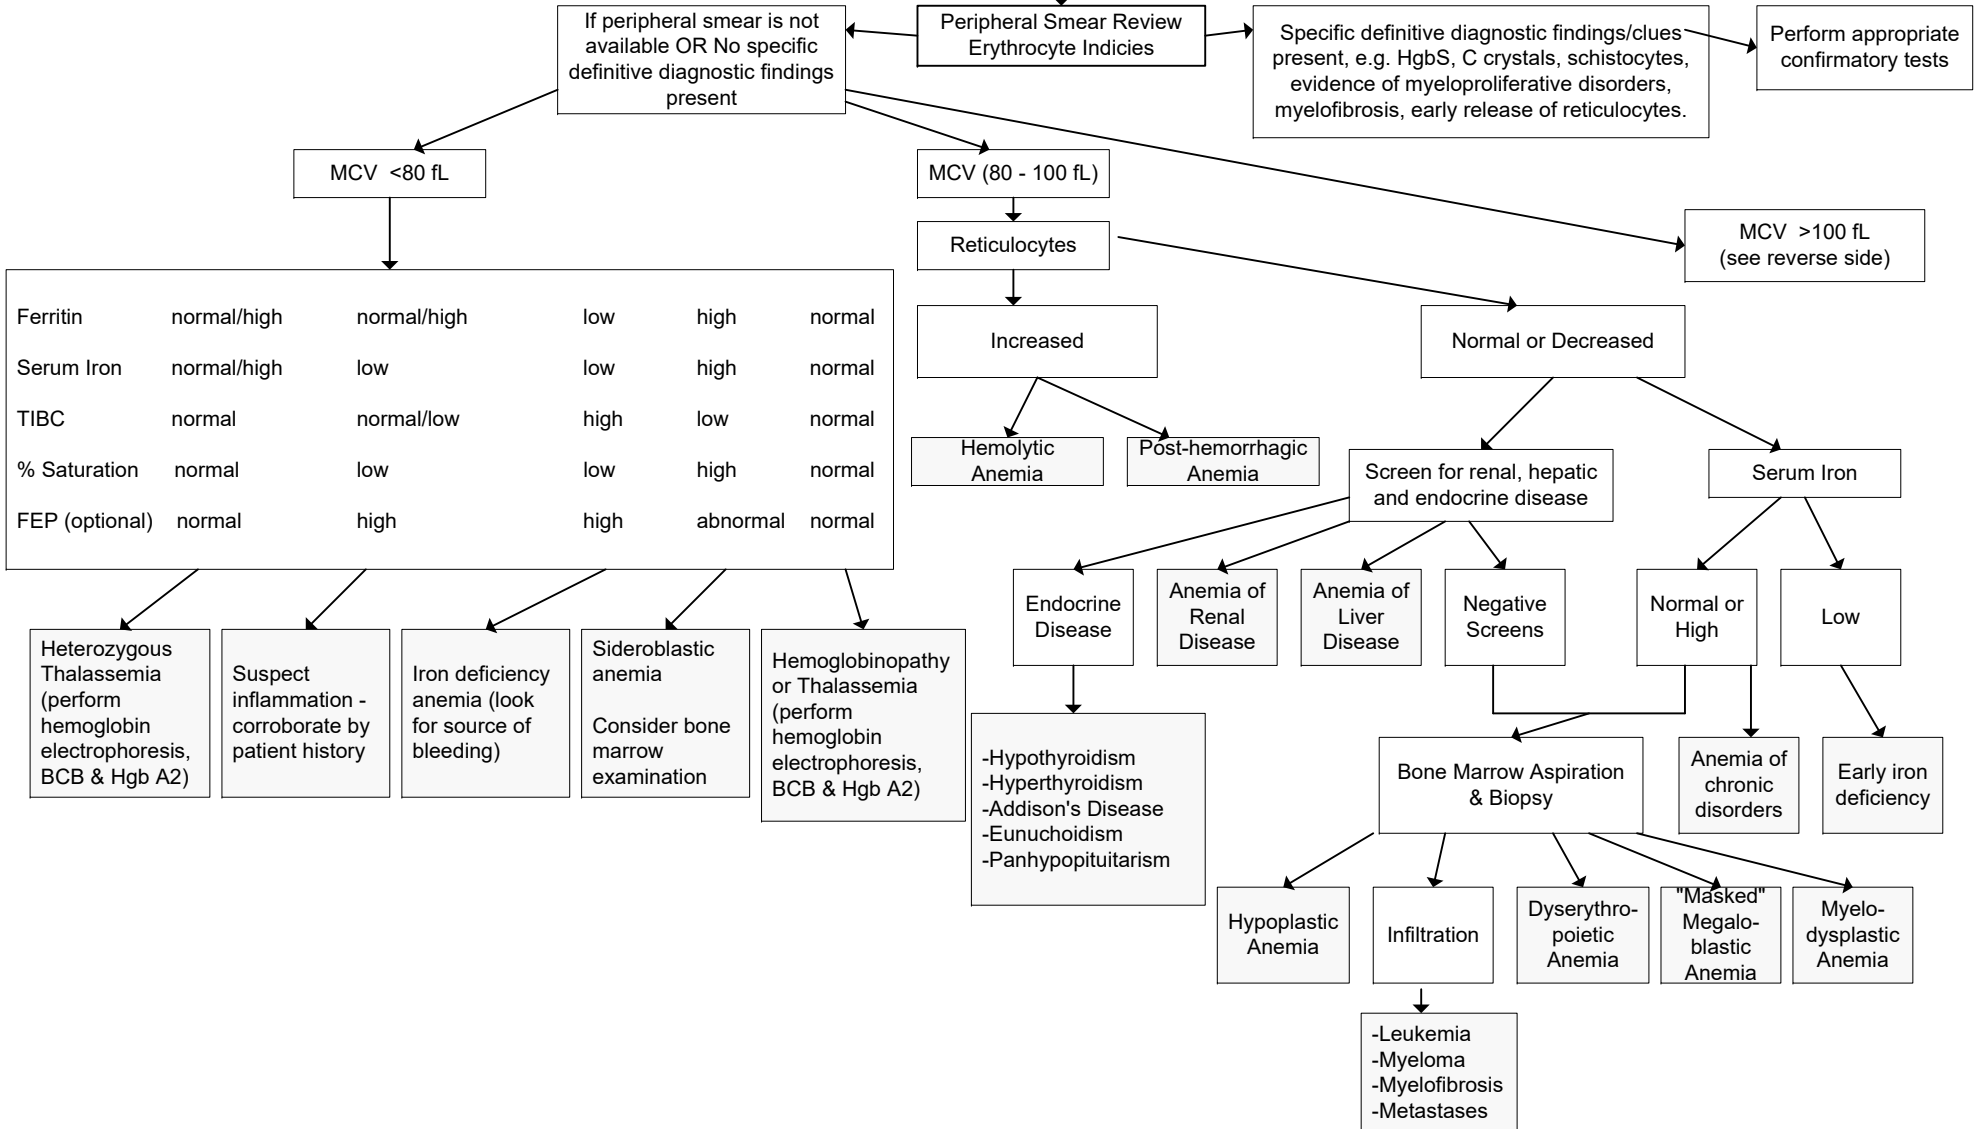 If peripheral smear is not
available OR No specific
definitive diagnostic findings
present
Peripheral Smear Review
Erythrocyte Indicies
Specific definitive diagnostic findings/clues
present, e.g. HgbS, C crystals, schistocytes,
evidence of myeloproliferative disorders,
myelofibrosis, early release of reticulocytes.
Perform appropriate
confirmatory tests
MCV <80 fL
MCV (80 - 100 fL)
MCV >100 fL
(see reverse side)
Reticulocytes
Ferritin normal/high normal/high low high normal
Serum Iron normal/high low low high normal
TIBC normal normal/low high low normal
% Saturation normal low low high normal
FEP (optional) normal high high abnormal normal
Increased
Normal or Decreased
Hemolytic
Anemia
Post-hemorrhagic
Anemia
Screen for renal, hepatic
and endocrine disease
Serum Iron
Endocrine
Disease
Anemia of
Renal
Disease
Anemia of
Liver
Disease
Negative
Screens
Normal or
High
Low
Heterozygous
Thalassemia
(perform
hemoglobin
electrophoresis,
BCB & Hgb A2)
Suspect
inflammation -
corroborate by
patient history
Iron deficiency
anemia (look
for source of
bleeding)
Sideroblastic
anemia
Consider bone
marrow
examination
Hemoglobinopathy
or Thalassemia
(perform
hemoglobin
electrophoresis,
BCB & Hgb A2)
-Hypothyroidism
-Hyperthyroidism
-Addison's Disease
-Eunuchoidism
-Panhypopituitarism
Bone Marrow Aspiration
& Biopsy
Anemia of
chronic
disorders
Early iron
deficiency
Hypoplastic
Anemia
Infiltration
Dyserythro-
poietic
Anemia
"Masked"
Megalo-
blastic
Anemia
Myelo-
dysplastic
Anemia
-Leukemia
-Myeloma
-Myelofibrosis
-Metastases